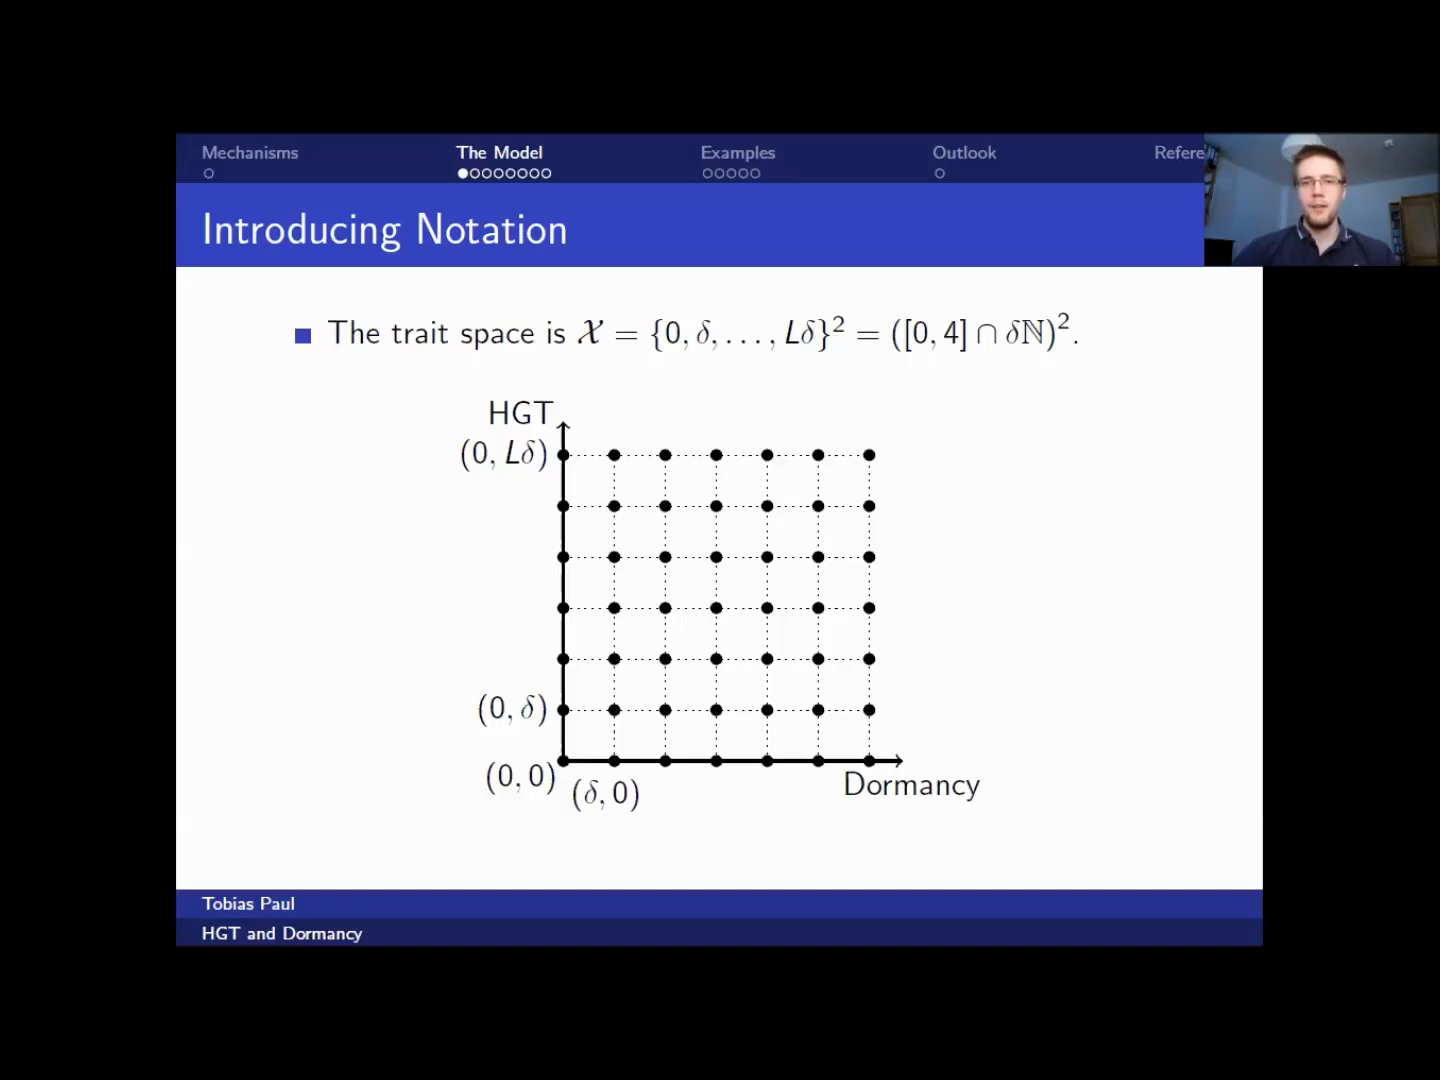 Mechanisms The Model Examples Outlook Refere
Introducing Notation
The trait space is 𝒳 = {0, δ, . . . , Lδ}² = ([0, 4] ∩ δℕ)².
HGT
(0, Lδ)
(0, δ)
(0, 0)
(δ, 0)
Dormancy
Tobias Paul
HGT and Dormancy